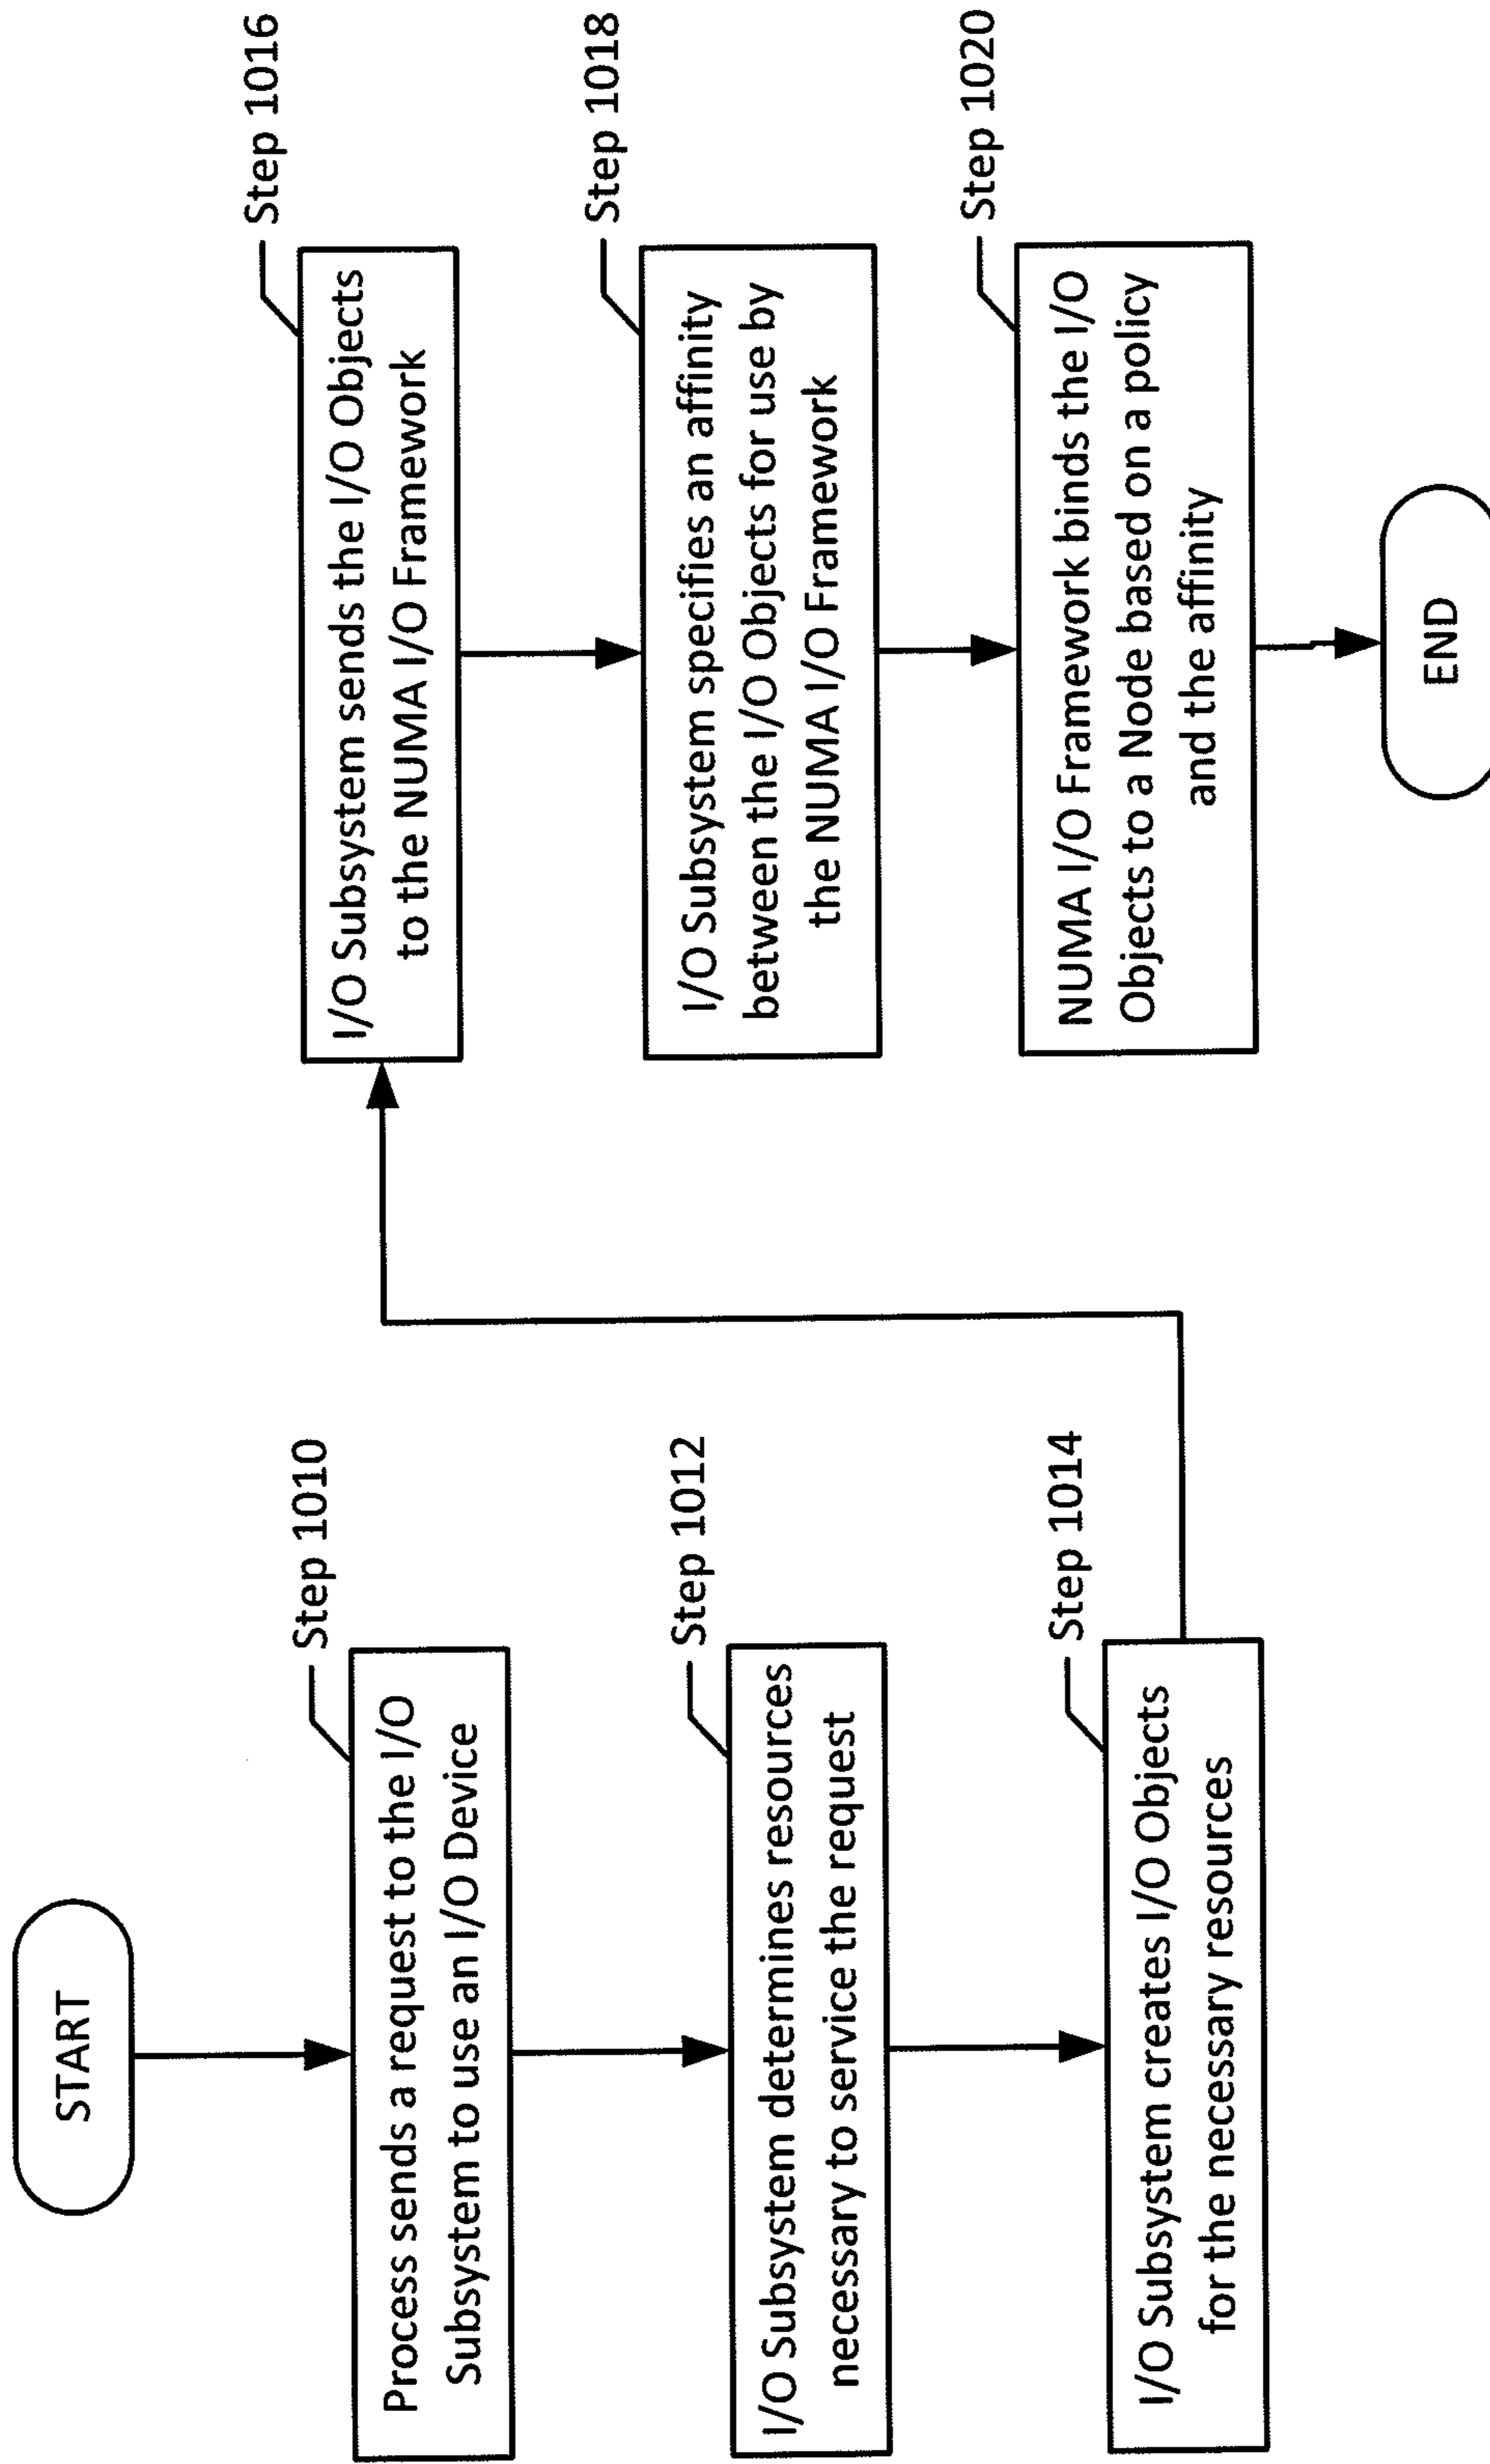 START
Step 1010
Process sends a request to the I/O
Subsystem to use an I/O Device
Step 1012
I/O Subsystem determines resources
necessary to service the request
Step 1014
I/O Subsystem creates I/O Objects
for the necessary resources
Step 1016
I/O Subsystem sends the I/O Objects
to the NUMA I/O Framework
Step 1018
I/O Subsystem specifies an affinity
between the I/O Objects for use by
the NUMA I/O Framework
Step 1020
NUMA I/O Framework binds the I/O
Objects to a Node based on a policy
and the affinity
END